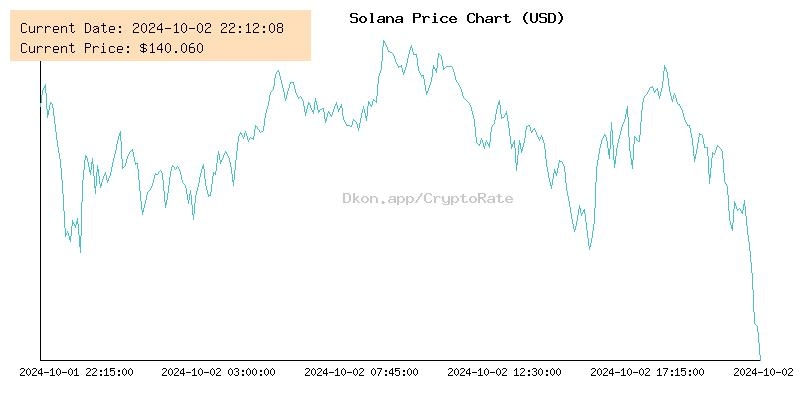 Solana Price Chart (USD)
Current Date: 2024-10-02 22:12:08
Current Price: $140.060
Dkon.app/CryptoRate
2024-10-01 22:15:00 2024-10-02 03:00:00 2024-10-02 07:45:00 2024-10-02 12:30:00 2024-10-02 17:15:00 2024-10-02